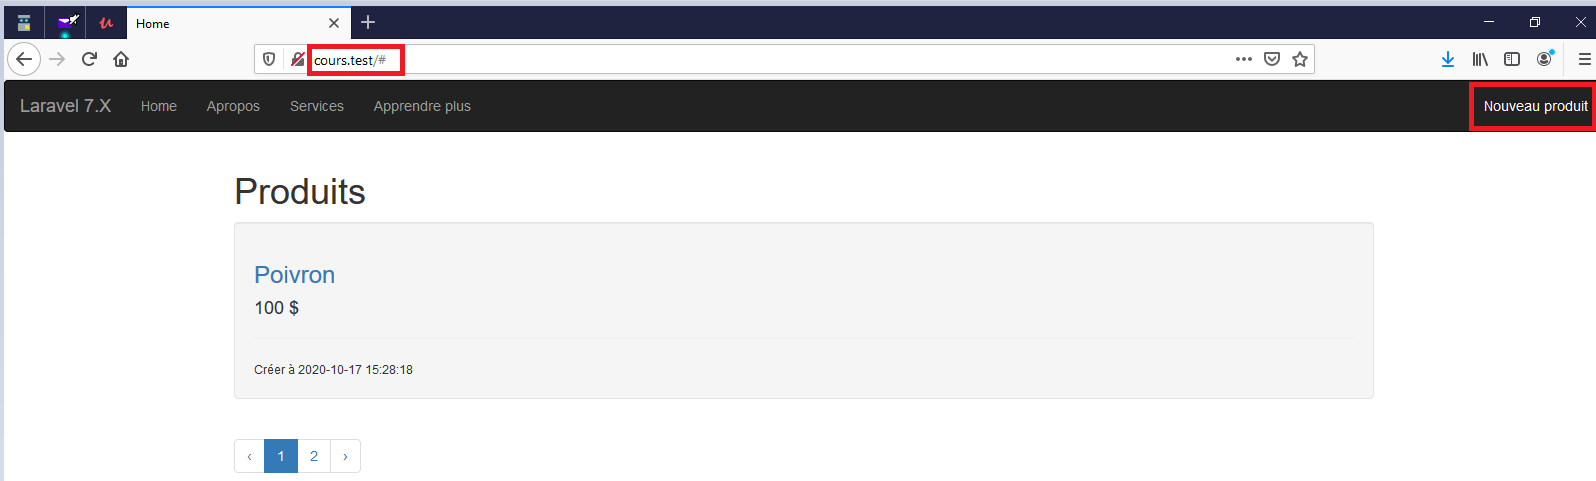 Home
cours.test/#
Laravel 7.X Home Apropos Services Apprendre plus Nouveau produit
Produits
Poivron
100 $
Créer à 2020-10-17 15:28:18
‹ 1 2 ›